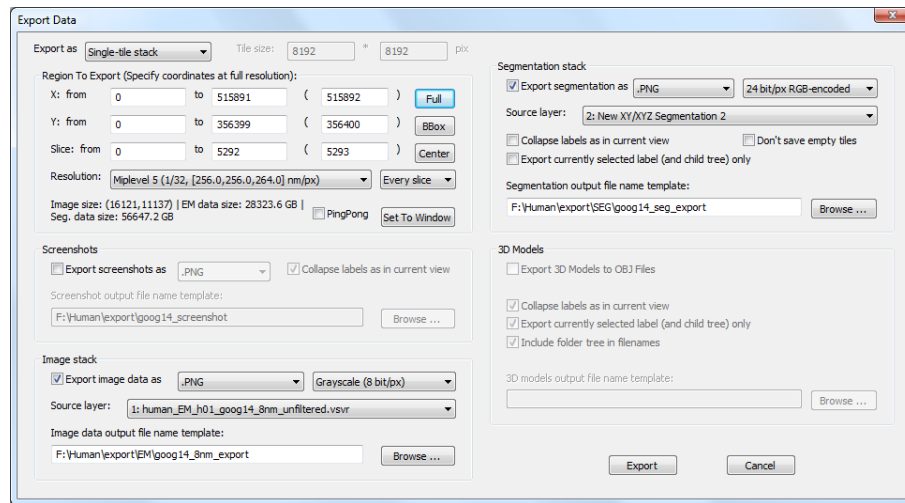 Export Data
Export as Single-tile stack Tile size: 8192 * 8192 pix
Region To Export (Specify coordinates at full resolution):
X: from 0 to 515891 ( 515892 ) Full
Y: from 0 to 356399 ( 356400 ) BBox
Slice: from 0 to 5292 ( 5293 ) Center
Resolution: Miplevel 5 (1/32, [256.0,256.0,264.0] nm/px) Every slice
Image size: (16121,11137) | EM data size: 28323.6 GB |
Seg. data size: 56647.2 GB
PingPong Set To Window
Screenshots
Export screenshots as .PNG Collapse labels as in current view
Screenshot output file name template:
F:\Human\export\goog14_screenshot Browse ...
Image stack
Export image data as .PNG Grayscale (8 bit/px)
Source layer: 1: human_EM_h01_goog14_8nm_unfiltered.vsvr
Image data output file name template:
F:\Human\export\EM\goog14_8nm_export Browse ...
Segmentation stack
Export segmentation as .PNG 24 bit/px RGB-encoded
Source layer: 2: New XY/XYZ Segmentation 2
Collapse labels as in current view Don't save empty tiles
Export currently selected label (and child tree) only
Segmentation output file name template:
F:\Human\export\SEG\goog14_seg_export Browse ...
3D Models
Export 3D Models to OBJ Files
Collapse labels as in current view
Export currently selected label (and child tree) only
Include folder tree in filenames
3D models output file name template:
Browse ...
Export Cancel